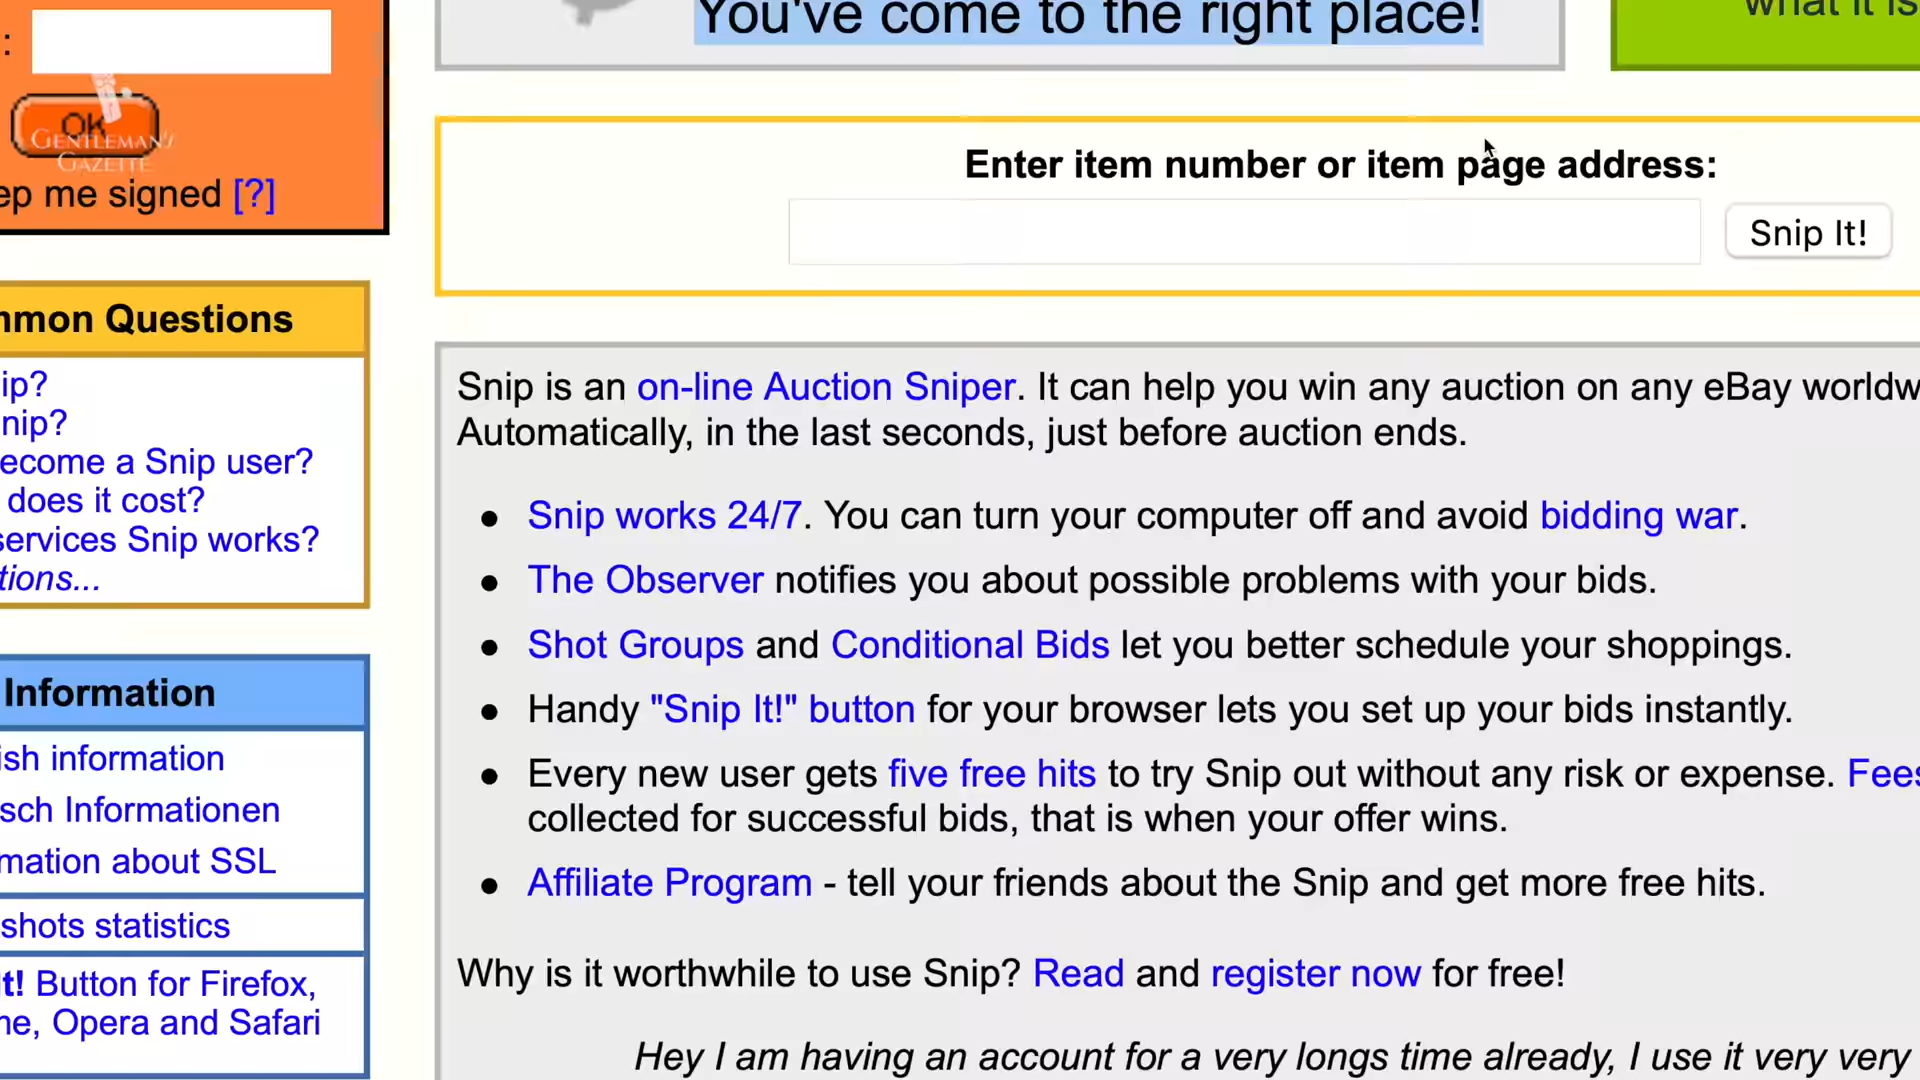 You've come to the right place!
what it is
:
OK
GENTLEMAN'S
GAZETTE
ep me signed [?]
Enter item number or item page address:
Snip It!
mmon Questions
ip?
nip?
ecome a Snip user?
does it cost?
services Snip works?
tions...
Information
ish information
sch Informationen
mation about SSL
shots statistics
t! Button for Firefox,
ne, Opera and Safari
Snip is an on-line Auction Sniper. It can help you win any auction on any eBay worldw
Automatically, in the last seconds, just before auction ends.
● Snip works 24/7. You can turn your computer off and avoid bidding war.
● The Observer notifies you about possible problems with your bids.
● Shot Groups and Conditional Bids let you better schedule your shoppings.
● Handy "Snip It!" button for your browser lets you set up your bids instantly.
● Every new user gets five free hits to try Snip out without any risk or expense. Fees
collected for successful bids, that is when your offer wins.
● Affiliate Program - tell your friends about the Snip and get more free hits.
Why is it worthwhile to use Snip? Read and register now for free!
Hey I am having an account for a very longs time already, I use it very very